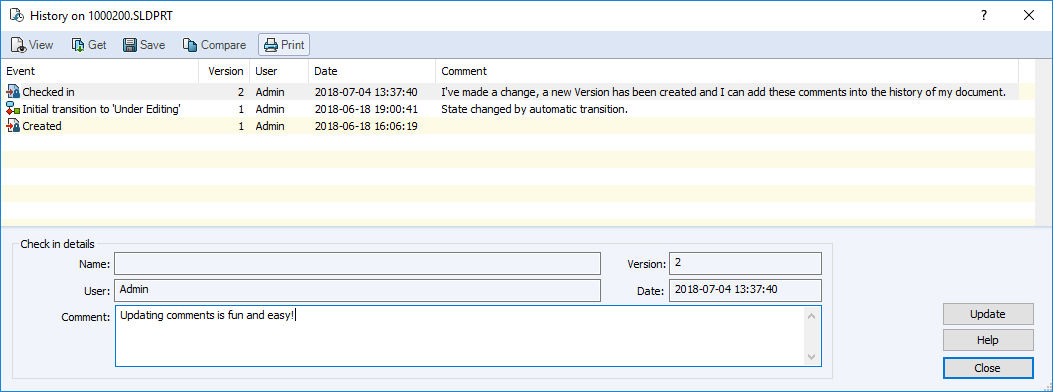 History on 1000200.SLDPRT ?
View Get Save Compare Print
Event Version User Date Comment
Checked in 2 Admin 2018-07-04 13:37:40 I've made a change, a new Version has been created and I can add these comments into the history of my document.
Initial transition to 'Under Editing' 1 Admin 2018-06-18 19:00:41 State changed by automatic transition.
Created 1 Admin 2018-06-18 16:06:19
Check in details
Name: Version: 2
User: Admin Date: 2018-07-04 13:37:40
Comment: Updating comments is fun and easy!
Update
Help
Close